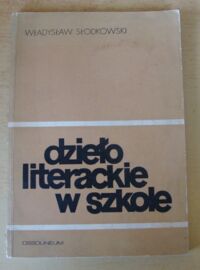 WŁADYSŁAW SŁODKOWSKI
dzieło
literackie
w szkole
OSSOLINEUM